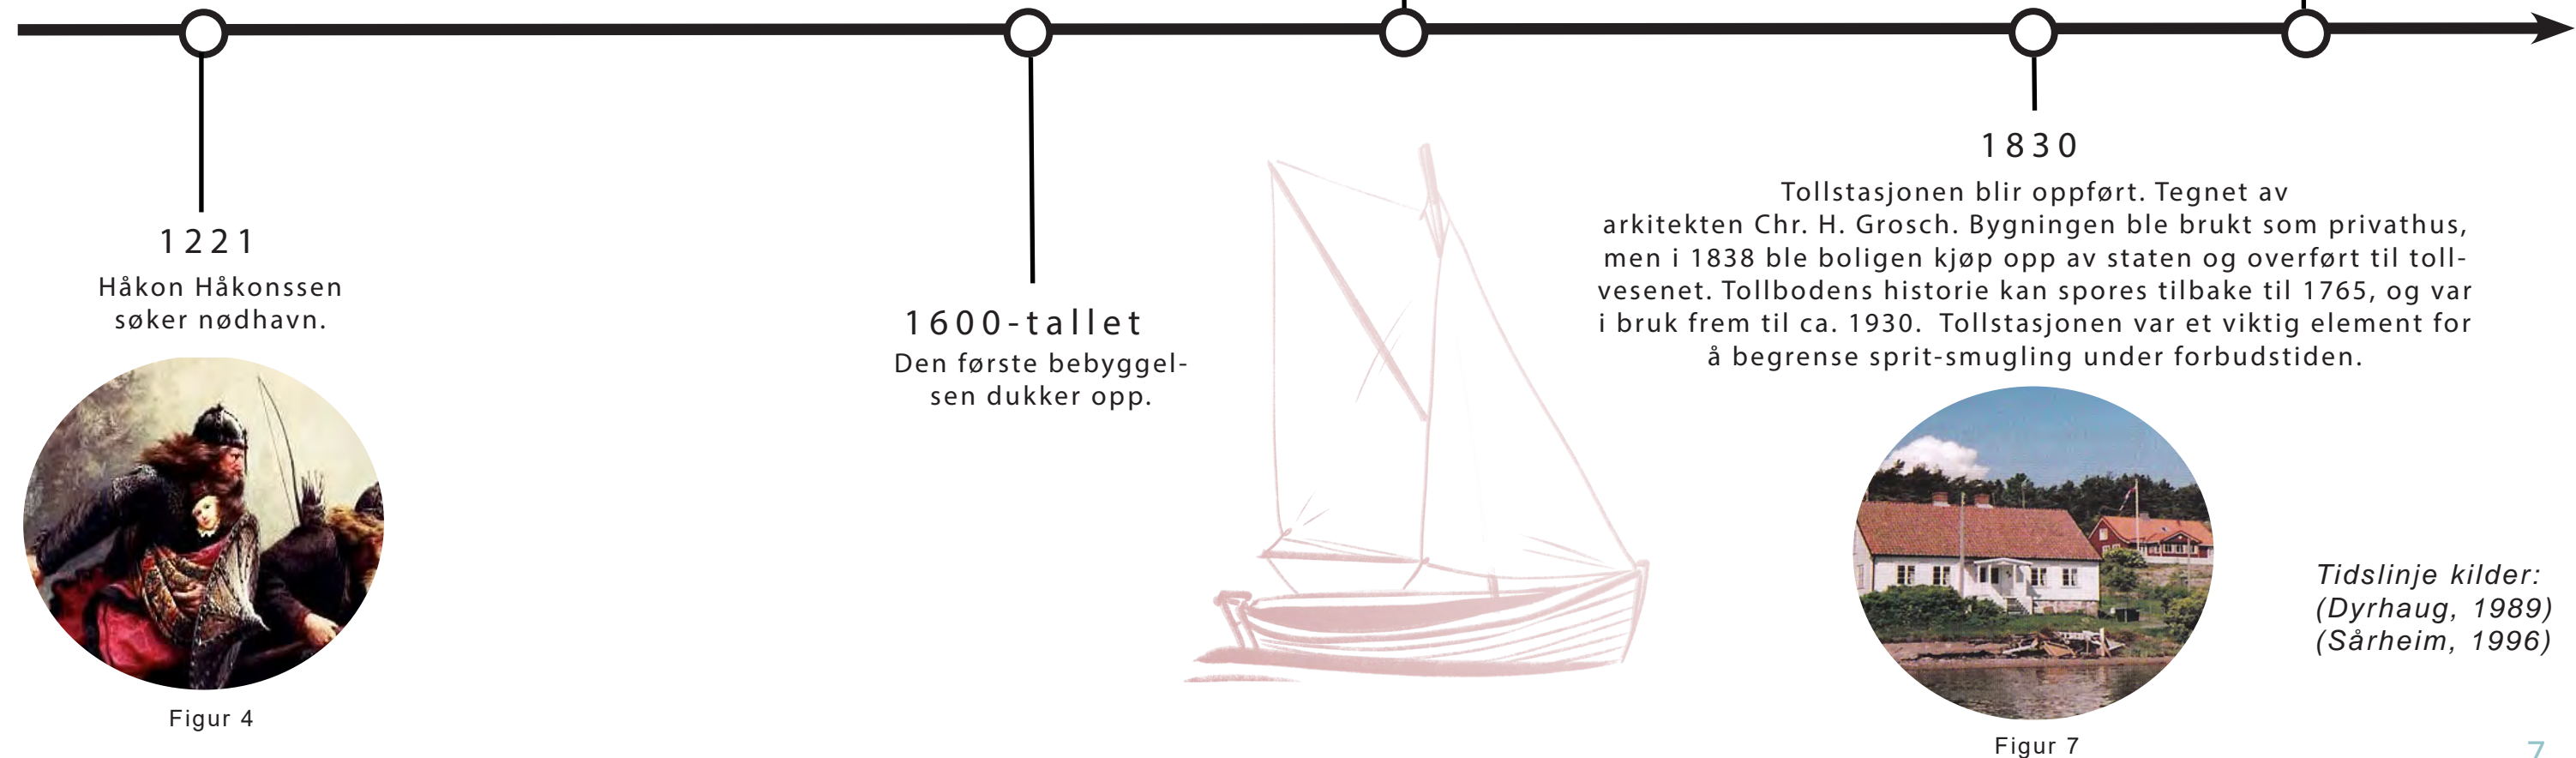 1221
Håkon Håkonssen
søker nødhavn.
Figur 4
1600-tallet
Den første bebyggel-
sen dukker opp.
1830
Tollstasjonen blir oppført. Tegnet av
arkitekten Chr. H. Grosch. Bygningen ble brukt som privathus,
men i 1838 ble boligen kjøp opp av staten og overført til toll-
vesenet. Tollbodens historie kan spores tilbake til 1765, og var
i bruk frem til ca. 1930. Tollstasjonen var et viktig element for
å begrense sprit-smugling under forbudstiden.
Figur 7
Tidslinje kilder:
(Dyrhaug, 1989)
(Sårheim, 1996)
7